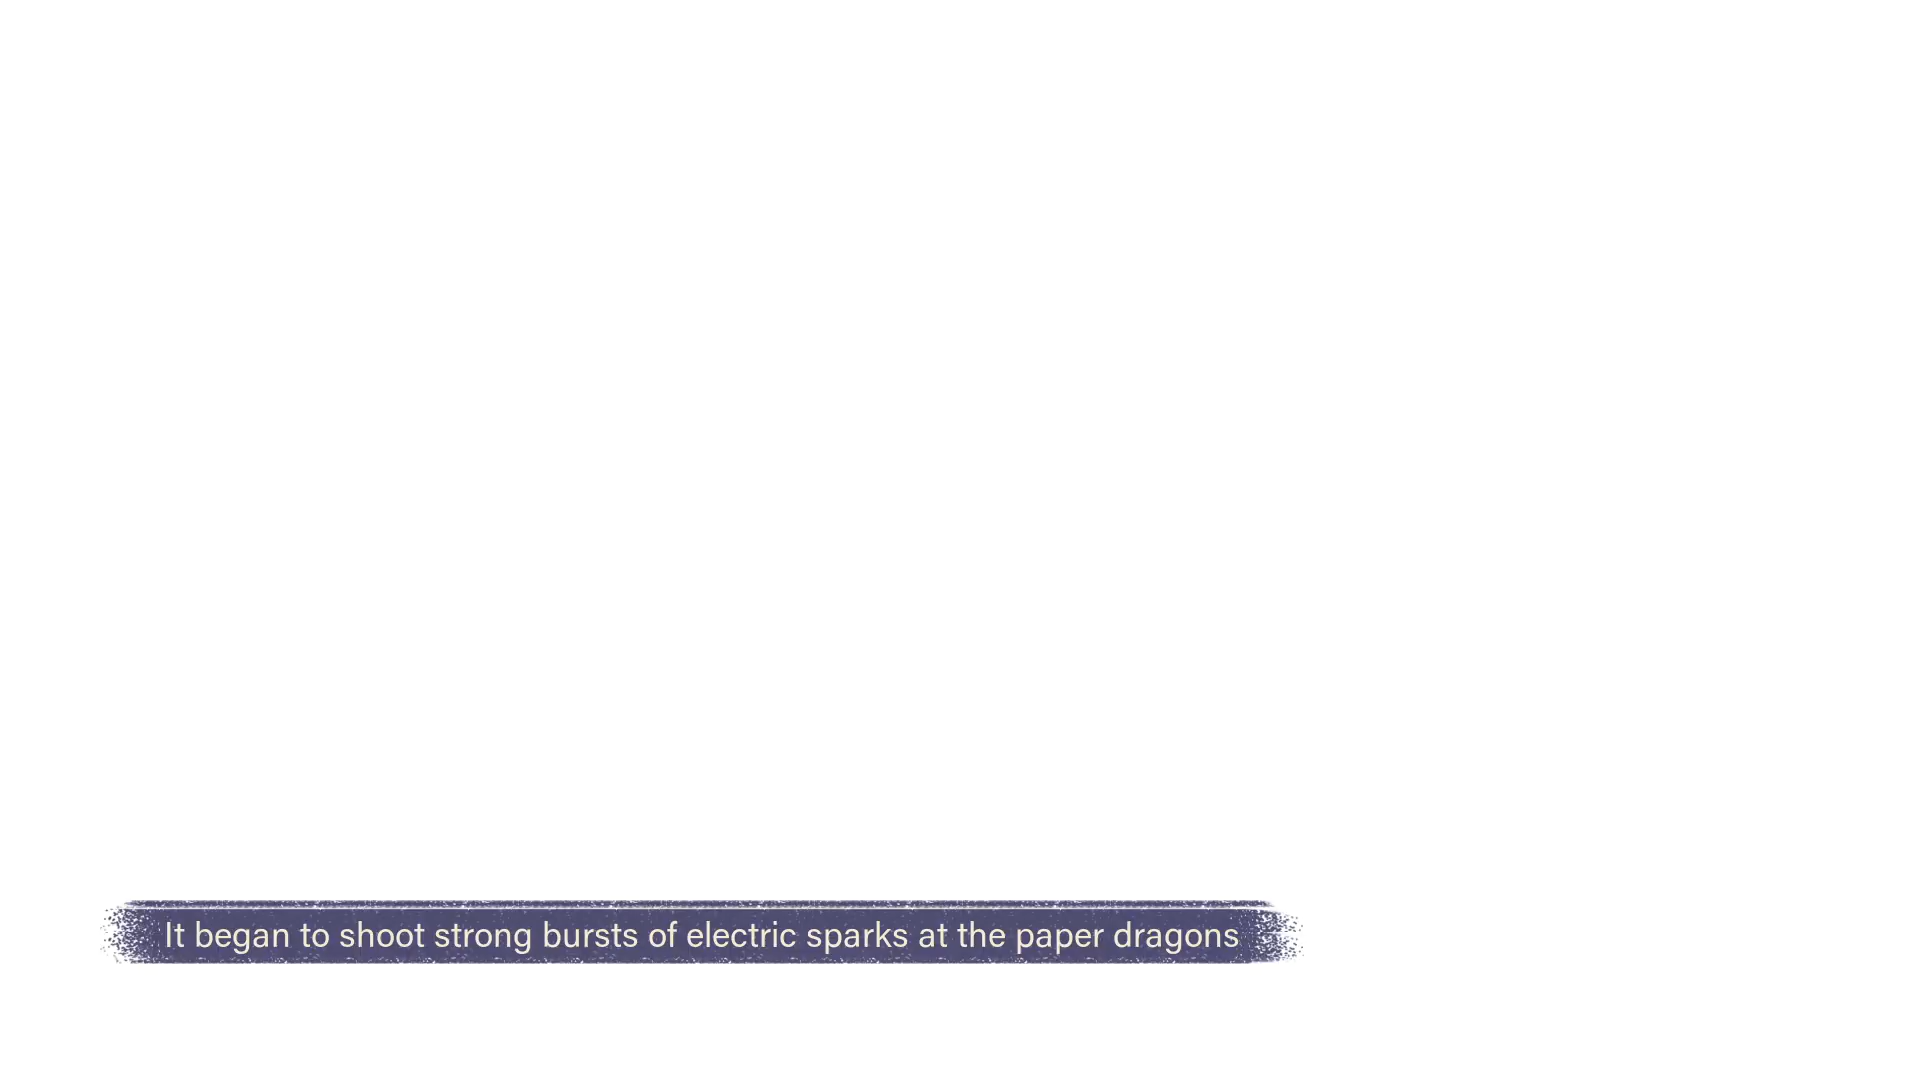 It began to shoot strong bursts of electric sparks at the paper dragons